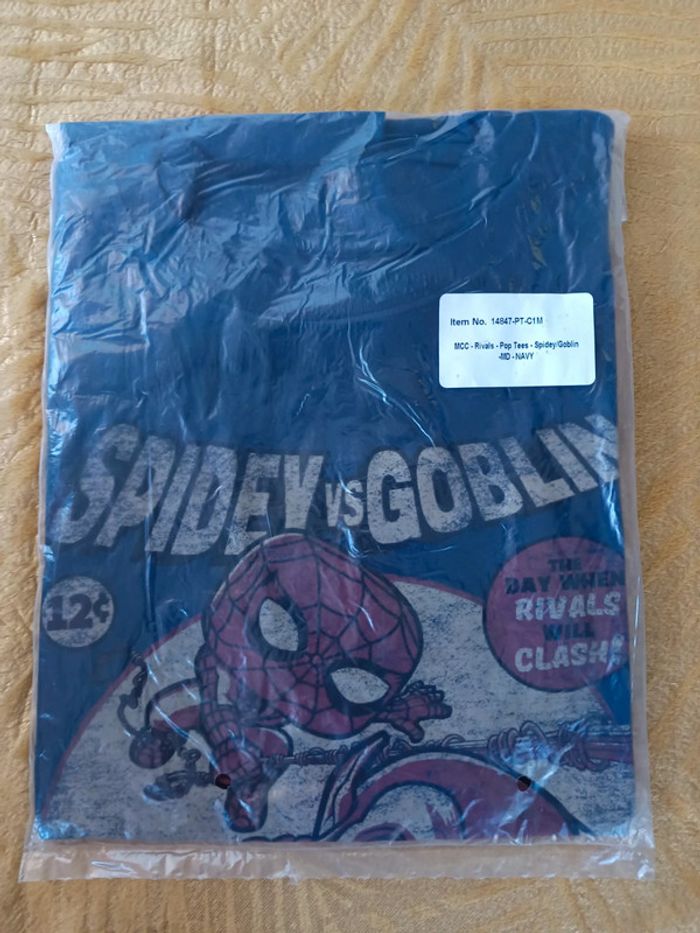 Item No. 14847-PT-C1M
MCC - Rivals - Pop Tees - Spidey/Goblin
-MD - NAVY
SPIDEY VS GOBLIN
12¢
THE
DAY WHEN
RIVALS
WILL
CLASH!